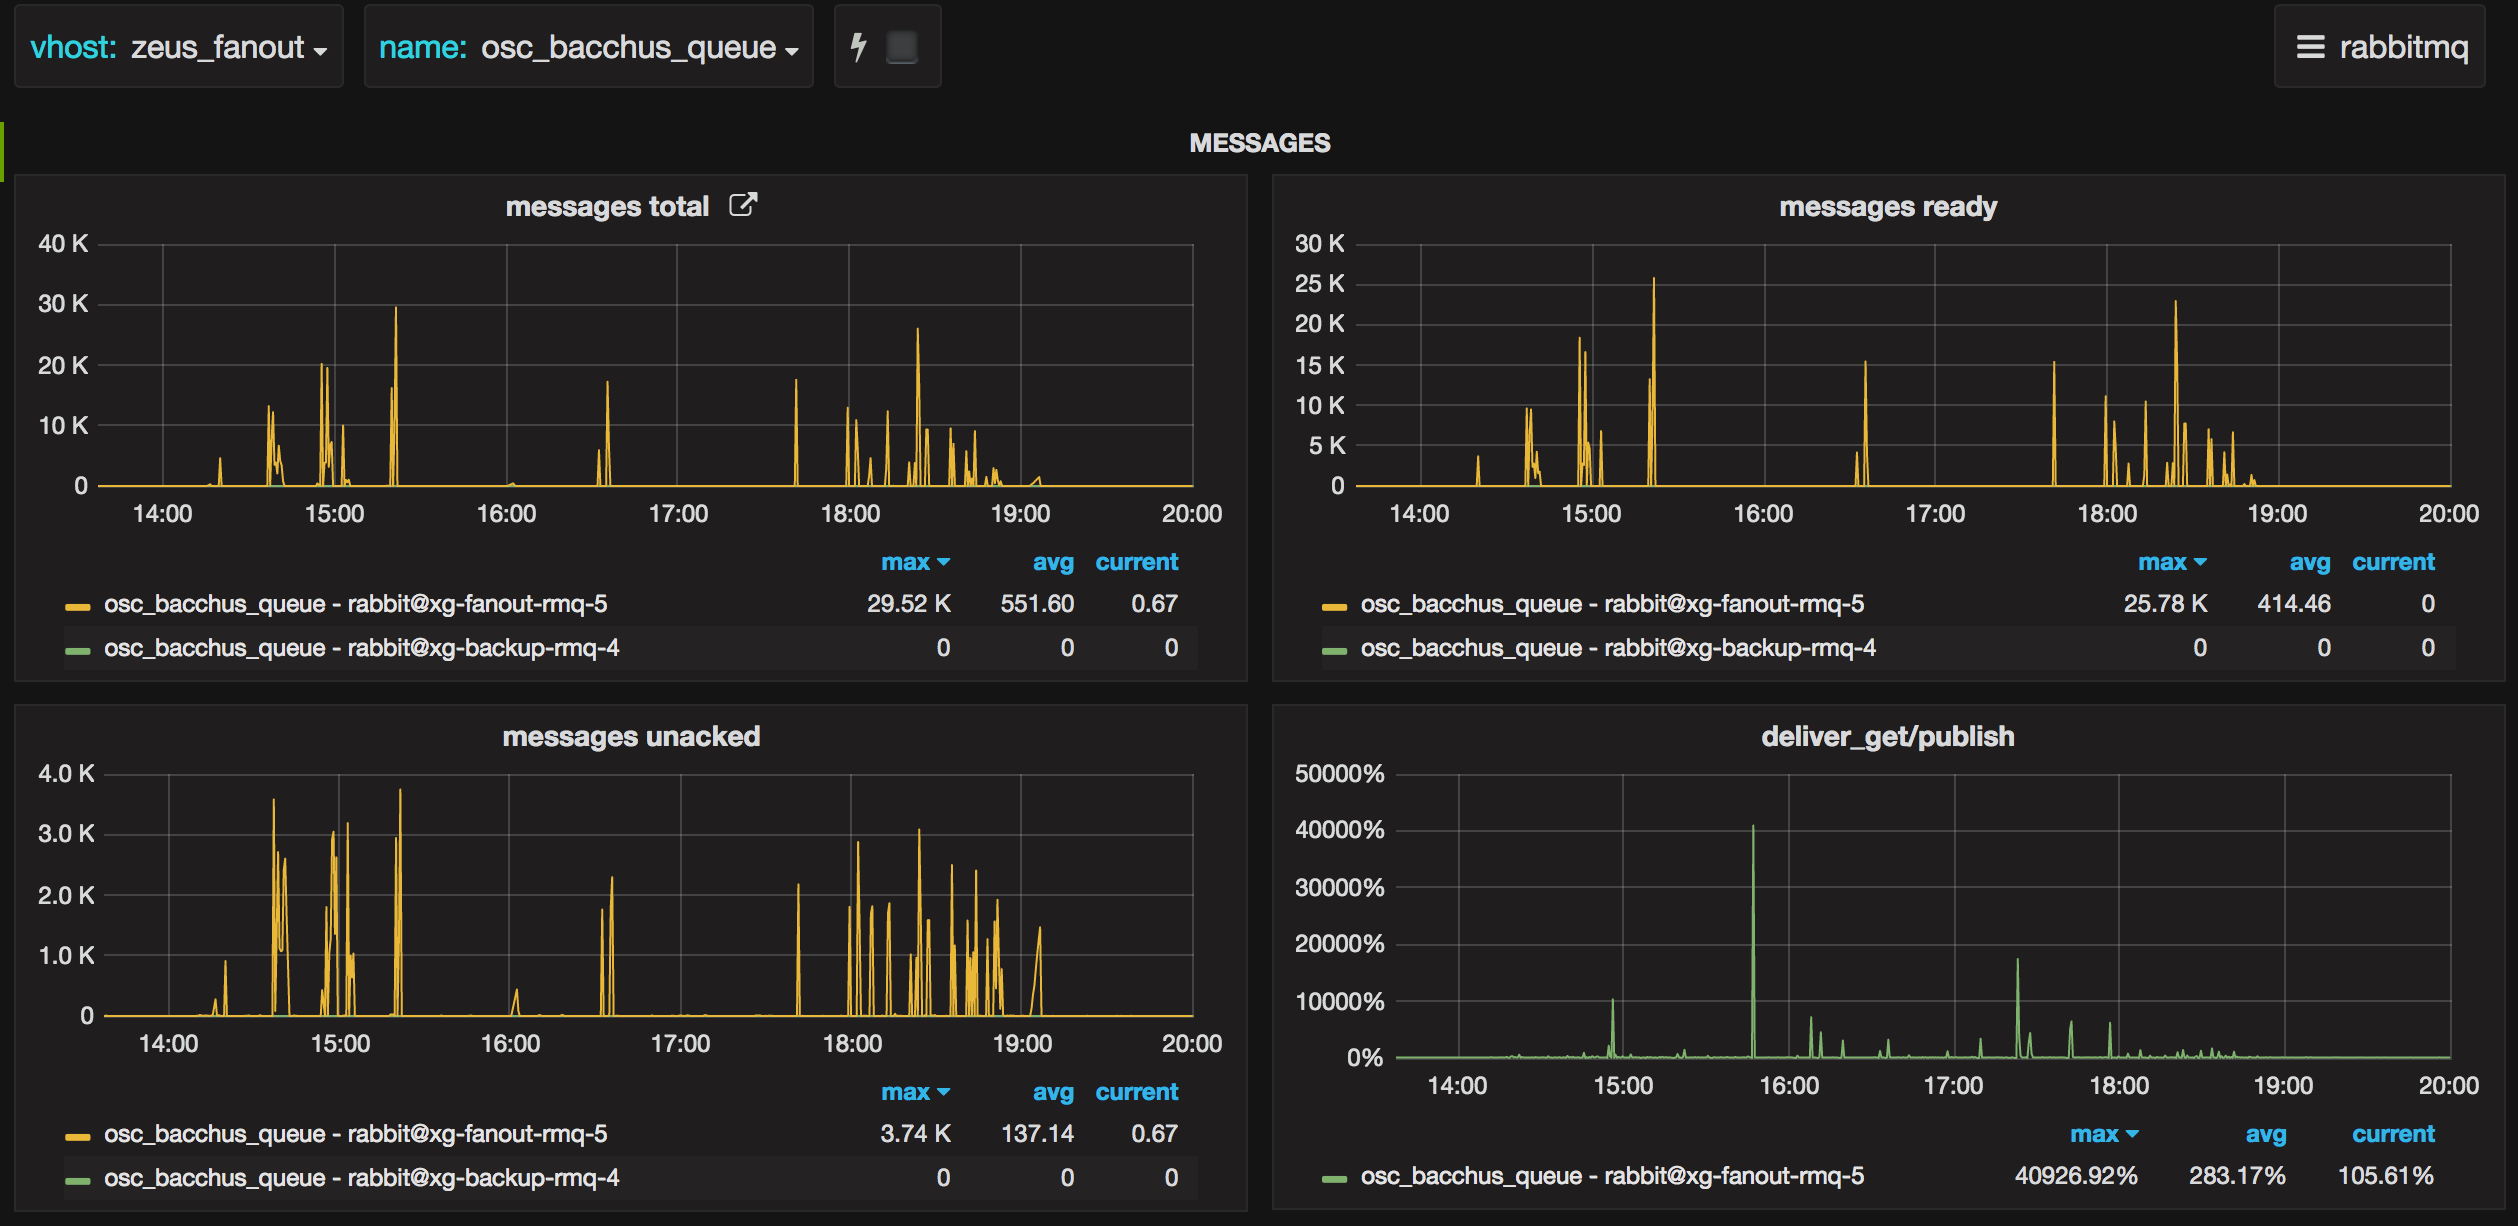 vhost: zeus_fanout name: osc_bacchus_queue rabbitmq
MESSAGES
messages total
40 K
30 K
20 K
10 K
0
14:00 15:00 16:00 17:00 18:00 19:00 20:00
max avg current
osc_bacchus_queue - rabbit@xg-fanout-rmq-5 29.52 K 551.60 0.67
osc_bacchus_queue - rabbit@xg-backup-rmq-4 0 0 0
messages ready
30 K
25 K
20 K
15 K
10 K
5 K
0
14:00 15:00 16:00 17:00 18:00 19:00 20:00
max avg current
osc_bacchus_queue - rabbit@xg-fanout-rmq-5 25.78 K 414.46 0
osc_bacchus_queue - rabbit@xg-backup-rmq-4 0 0 0
messages unacked
4.0 K
3.0 K
2.0 K
1.0 K
0
14:00 15:00 16:00 17:00 18:00 19:00 20:00
max avg current
osc_bacchus_queue - rabbit@xg-fanout-rmq-5 3.74 K 137.14 0.67
osc_bacchus_queue - rabbit@xg-backup-rmq-4 0 0 0
deliver_get/publish
50000%
40000%
30000%
20000%
10000%
0%
14:00 15:00 16:00 17:00 18:00 19:00 20:00
max avg current
osc_bacchus_queue - rabbit@xg-fanout-rmq-5 40926.92% 283.17% 105.61%